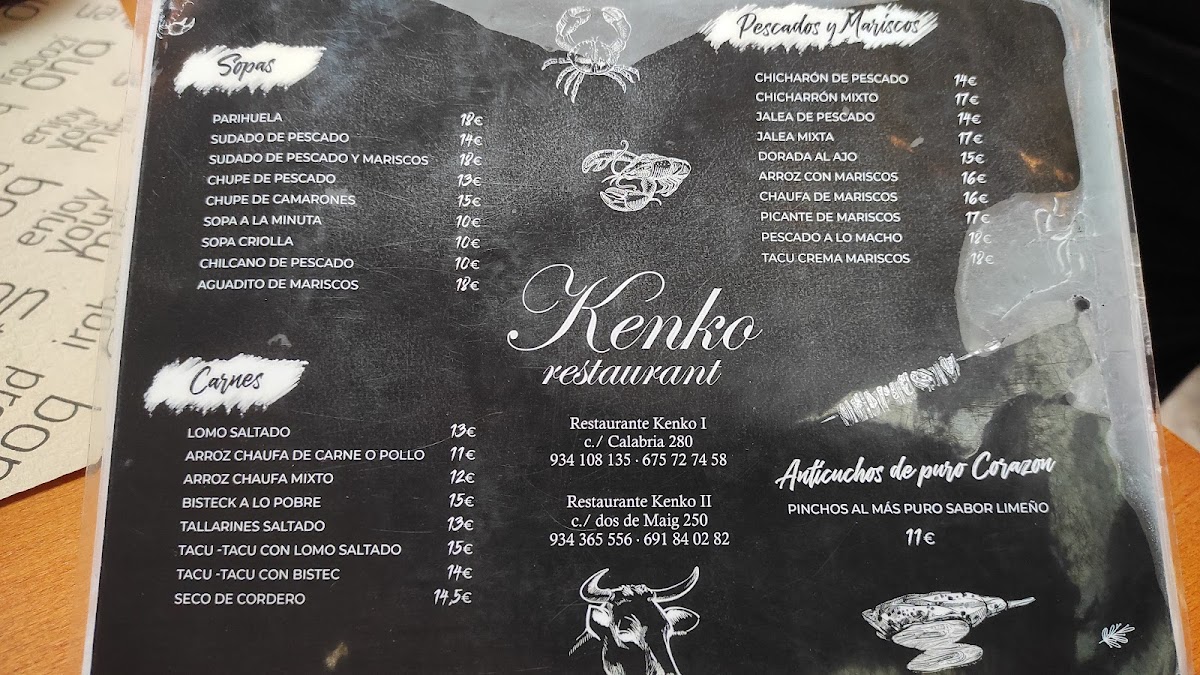 Sopas
PARIHUELA 18€
SUDADO DE PESCADO 14€
SUDADO DE PESCADO Y MARISCOS 18€
CHUPE DE PESCADO 13€
CHUPE DE CAMARONES 15€
SOPA A LA MINUTA 10€
SOPA CRIOLLA 10€
CHILCANO DE PESCADO 10€
AGUADITO DE MARISCOS 18€
Carnes
LOMO SALTADO 13€
ARROZ CHAUFA DE CARNE O POLLO 11€
ARROZ CHAUFA MIXTO 12€
BISTECK A LO POBRE 15€
TALLARINES SALTADO 13€
TACU -TACU CON LOMO SALTADO 15€
TACU -TACU CON BISTEC 14€
SECO DE CORDERO 14,5€
Kenko
restaurant
Restaurante Kenko I
c./ Calabria 280
934 108 135 · 675 72 74 58
Restaurante Kenko II
c./ dos de Maig 250
934 365 556 · 691 84 02 82
Pescados y Mariscos
CHICHARÓN DE PESCADO 14€
CHICHARRÓN MIXTO 17€
JALEA DE PESCADO 14€
JALEA MIXTA 17€
DORADA AL AJO 15€
ARROZ CON MARISCOS 16€
CHAUFA DE MARISCOS 16€
PICANTE DE MARISCOS 17€
PESCADO A LO MACHO 18€
TACU CREMA MARISCOS 18€
Anticuchos de puro Corazon
PINCHOS AL MÁS PURO SABOR LIMEÑO
11€
enjoy
your
enjoy
your